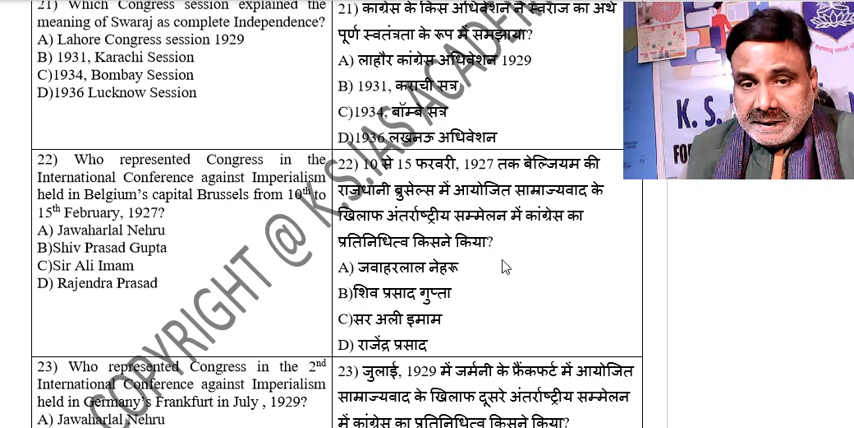 21) Which Congress session explained the
meaning of Swaraj as complete Independence?
A) Lahore Congress session 1929
B) 1931, Karachi Session
C)1934, Bombay Session
D)1936 Lucknow Session
21) कांग्रेस के किस अधिवेशन ने स्वराज का अर्थ
पूर्ण स्वतंत्रता के रूप में समझाया?
A) लाहौर कांग्रेस अधिवेशन 1929
B) 1931, कराची सत्र
C)1934, बॉम्बे सत्र
D)1936 लखनऊ अधिवेशन
22) Who represented Congress in the
International Conference against Imperialism
held in Belgium's capital Brussels from 10th to
15th February, 1927?
A) Jawaharlal Nehru
B)Shiv Prasad Gupta
C)Sir Ali Imam
D) Rajendra Prasad
22) 10 से 15 फरवरी, 1927 तक बेल्जियम की
राजधानी ब्रुसेल्स में आयोजित साम्राज्यवाद के
खिलाफ अंतर्राष्ट्रीय सम्मेलन में कांग्रेस का
प्रतिनिधित्व किसने किया?
A) जवाहरलाल नेहरू
B)शिव प्रसाद गुप्ता
C)सर अली इमाम
D) राजेंद्र प्रसाद
23) Who represented Congress in the 2nd
International Conference against Imperialism
held in Germany's Frankfurt in July , 1929?
A) Jawaharlal Nehru
23) जुलाई, 1929 में जर्मनी के फ्रैंकफर्ट में आयोजित
साम्राज्यवाद के खिलाफ दूसरे अंतर्राष्ट्रीय सम्मेलन
में कांग्रेस का प्रतिनिधित्व किसने किया?
COPYRIGHT @ K.S.IAS ACADEM
K. S.
FO